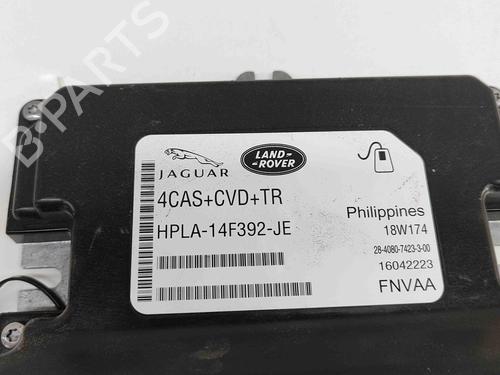 B-PARTS
JAGUAR
LAND-
ROVER
4CAS+CVD+TR
HPLA-14F392-JE
Philippines
18W174
28-4080-7423-3-00
16042223
FNVAA